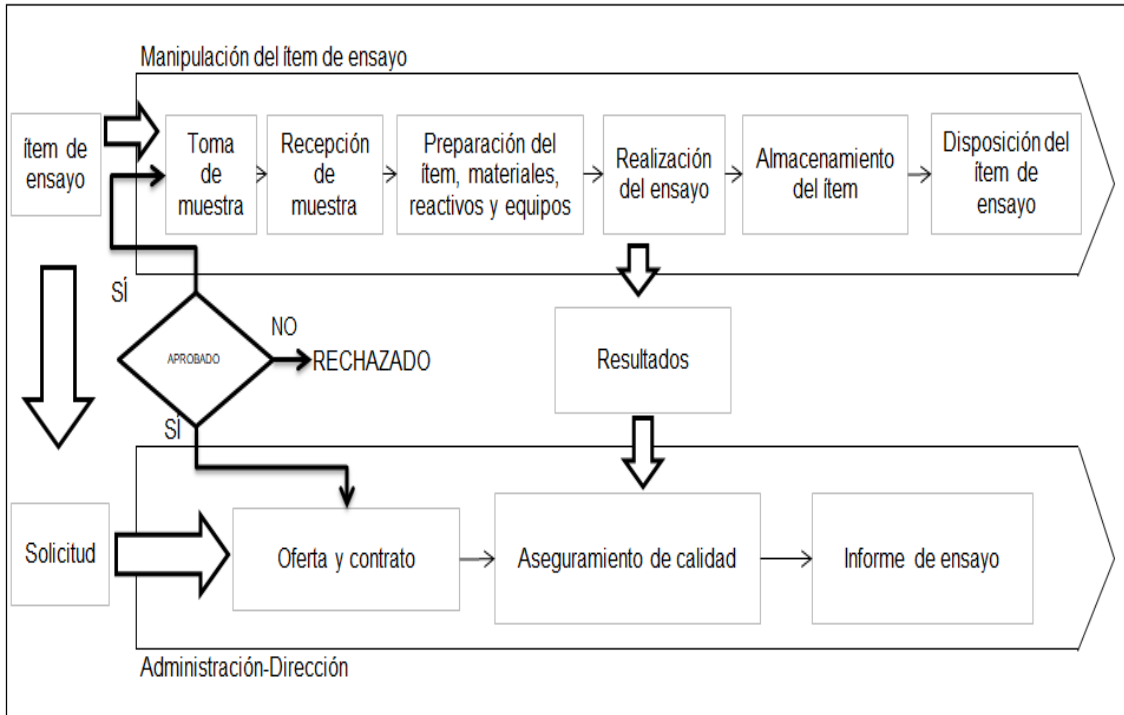 Manipulación del ítem de ensayo
ítem de
ensayo
Toma
de
muestra
Recepción
de
muestra
Preparación del
ítem, materiales,
reactivos y equipos
Realización
del ensayo
Almacenamiento
del ítem
Disposición del
ítem de
ensayo
SÍ
NO
APROBADO
RECHAZADO
Resultados
SÍ
Solicitud
Oferta y contrato
Aseguramiento de calidad
Informe de ensayo
Administración-Dirección